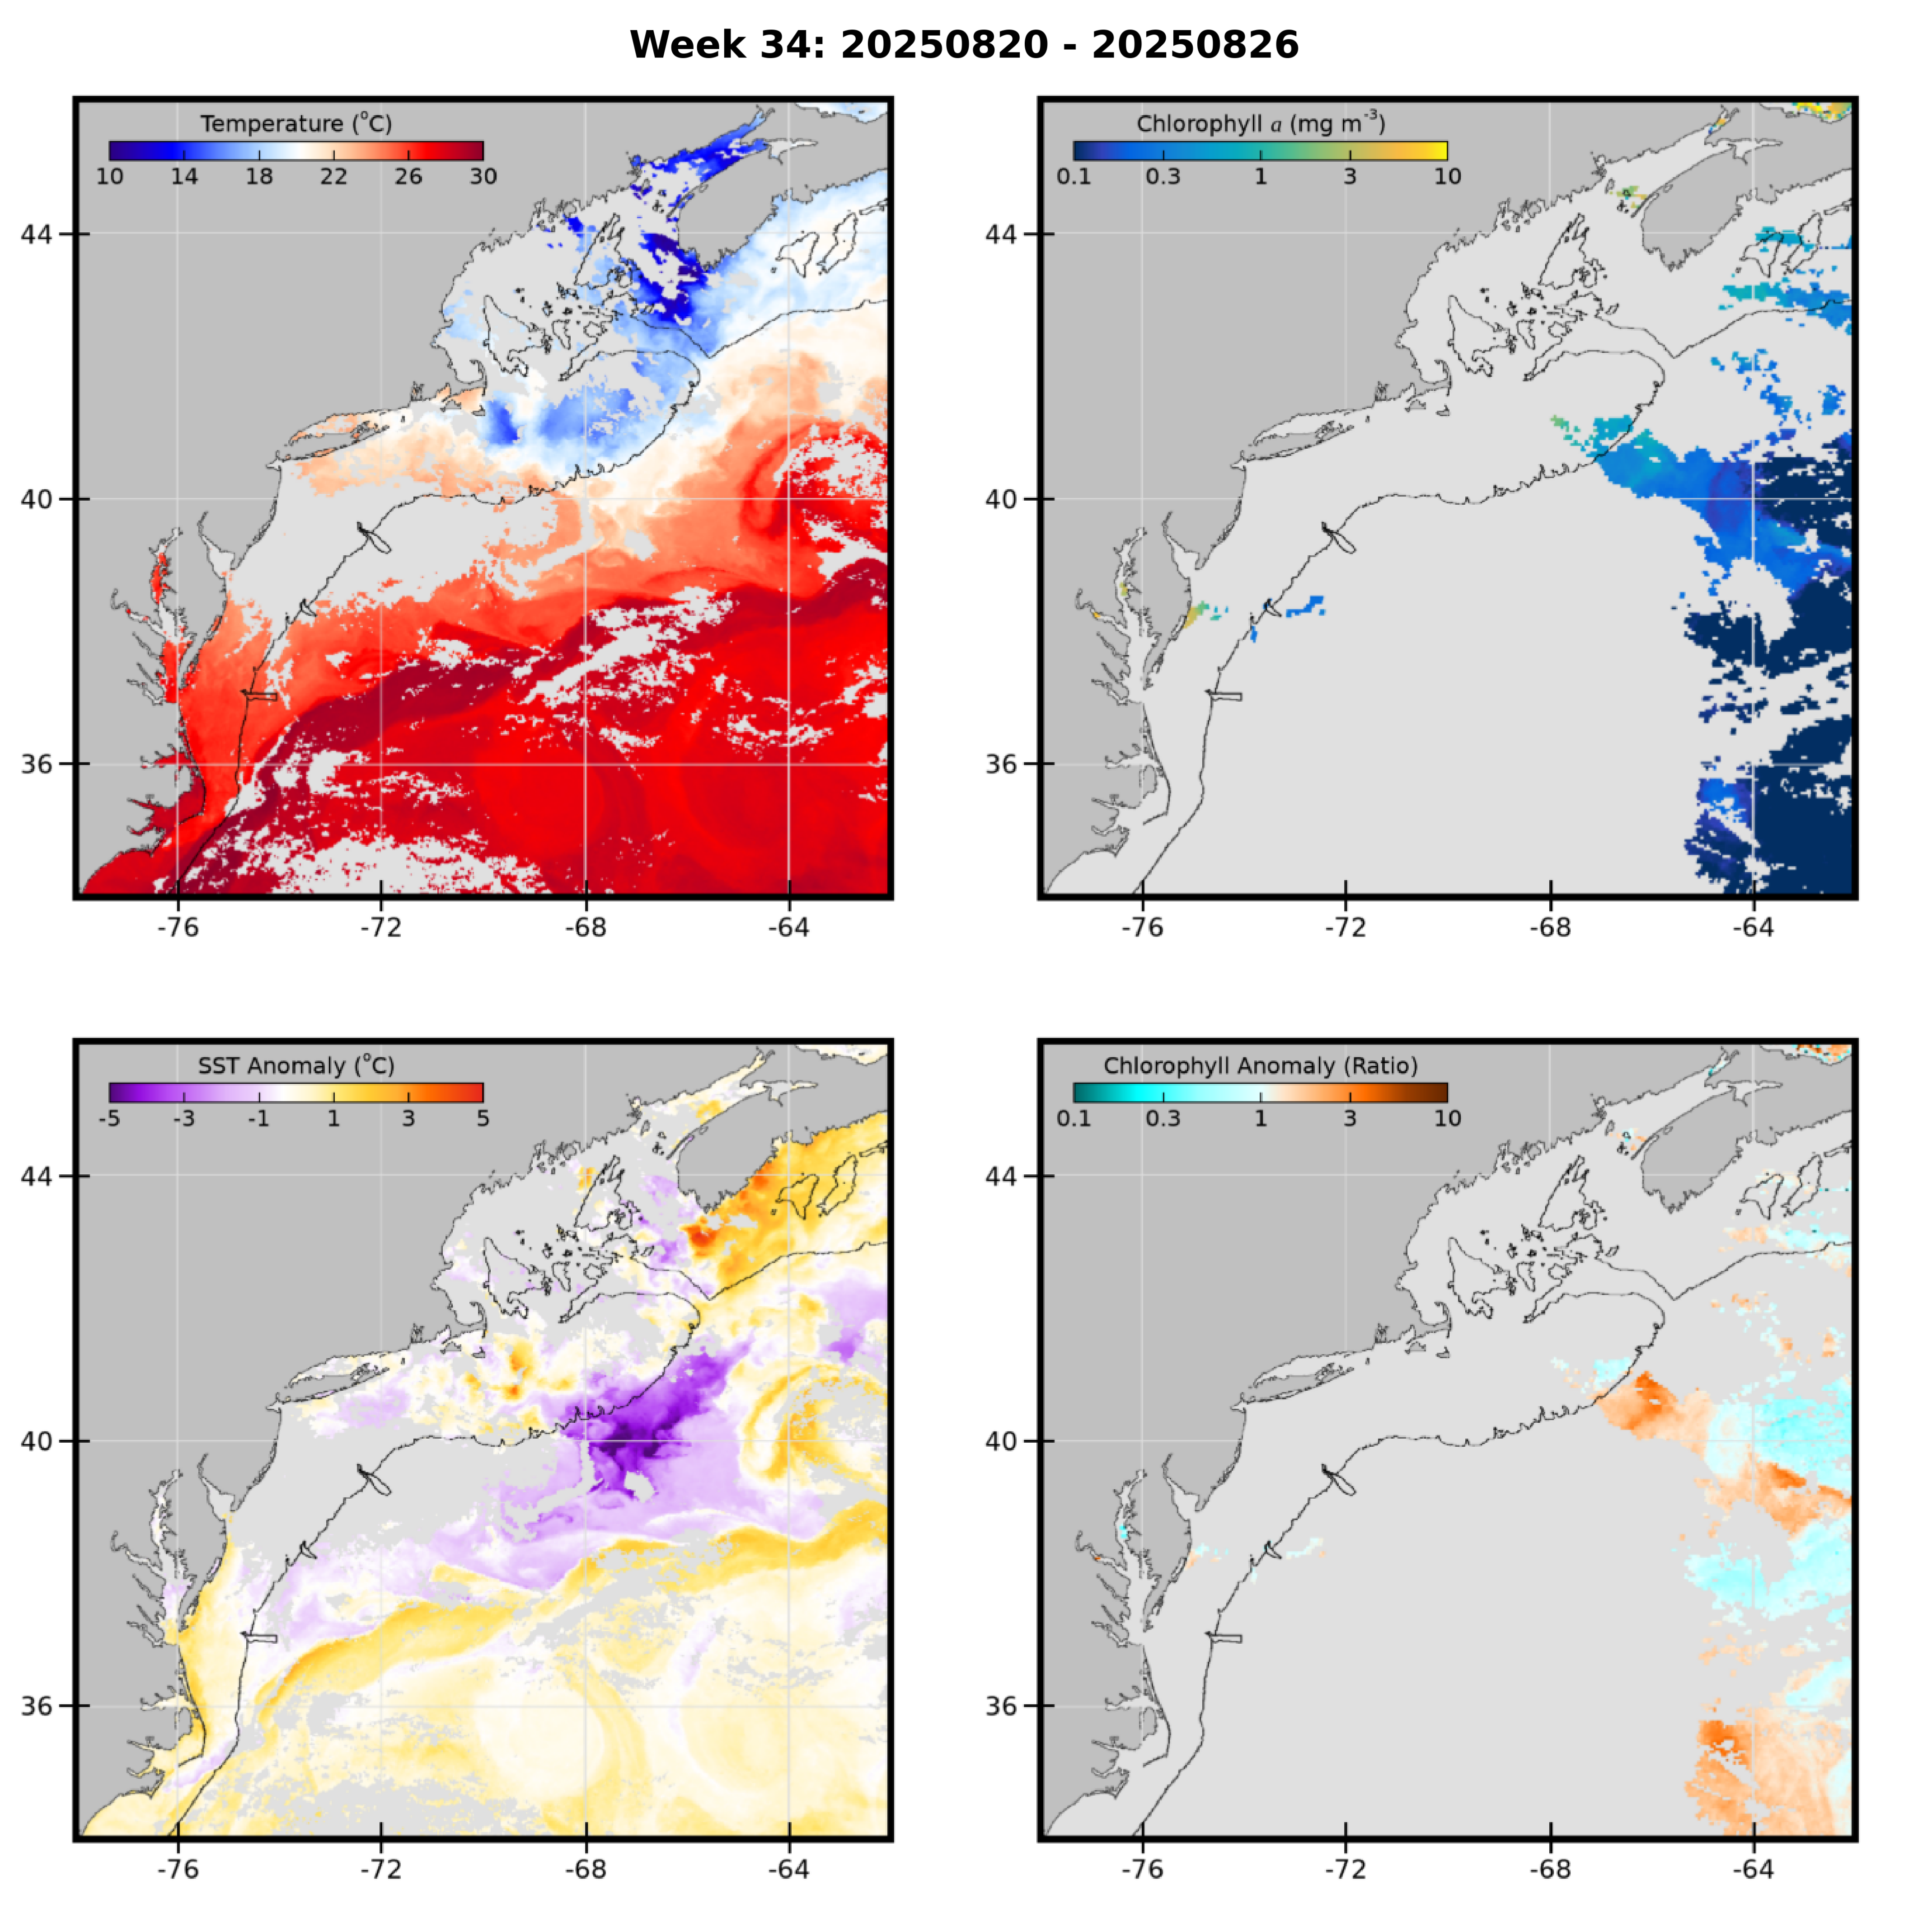 Week 34: 20250820 - 20250826
Temperature (°C)
10 14 18 22 26 30
44
40
36
-76 -72 -68 -64
Chlorophyll a (mg m⁻³)
0.1 0.3 1 3 10
44
40
36
-76 -72 -68 -64
SST Anomaly (°C)
-5 -3 -1 1 3 5
44
40
36
-76 -72 -68 -64
Chlorophyll Anomaly (Ratio)
0.1 0.3 1 3 10
44
40
36
-76 -72 -68 -64